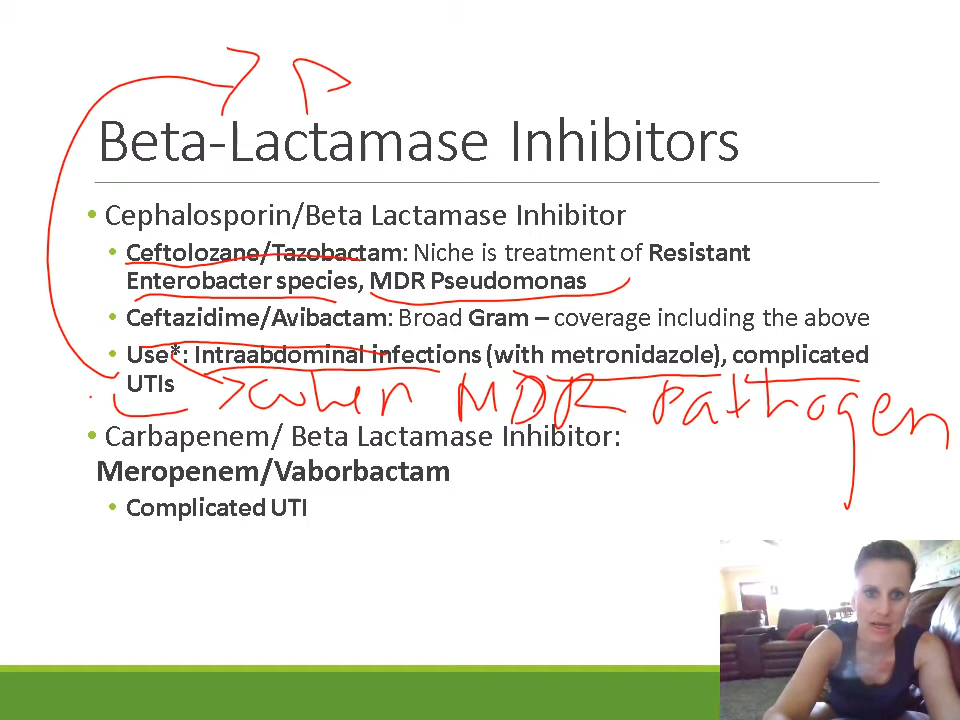 Beta-Lactamase Inhibitors
• Cephalosporin/Beta Lactamase Inhibitor
• Ceftolozane/Tazobactam: Niche is treatment of Resistant
Enterobacter species, MDR Pseudomonas
• Ceftazidime/Avibactam: Broad Gram – coverage including the above
• Use*: Intraabdominal infections (with metronidazole), complicated
UTIs
when MDR pathogen
• Carbapenem/ Beta Lactamase Inhibitor:
Meropenem/Vaborbactam
• Complicated UTI